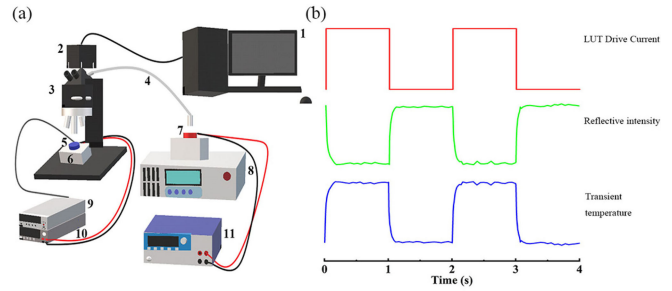 (a)
1
2
3
4
5
6
7
8
9
10
11
(b)
LUT Drive Current
Reflective intensity
Transient
temperature
0 1 2 3 4
Time (s)